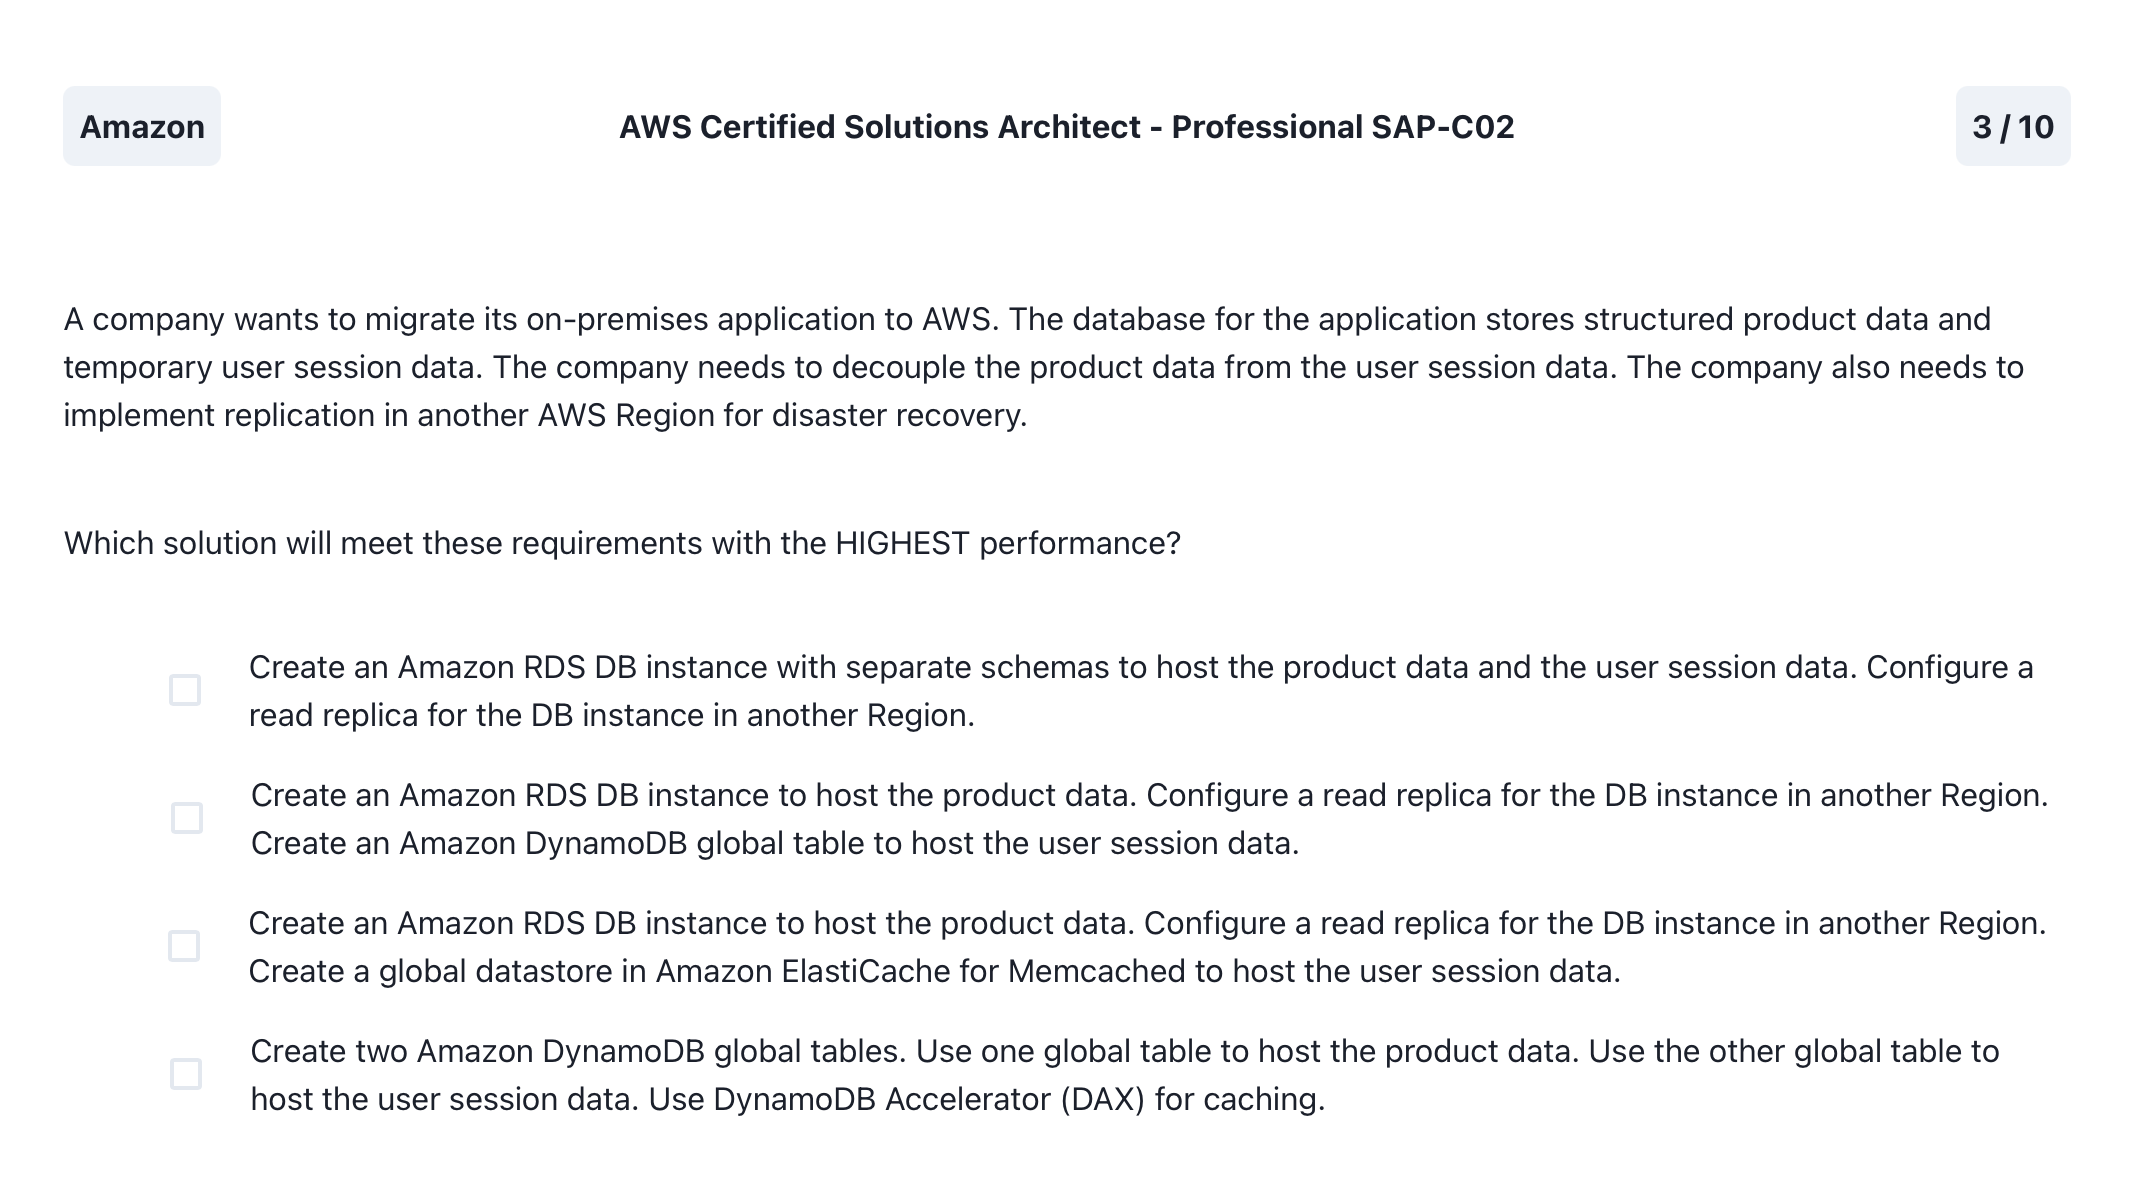 Amazon
AWS Certified Solutions Architect - Professional SAP-C02
3 / 10
A company wants to migrate its on-premises application to AWS. The database for the application stores structured product data and
temporary user session data. The company needs to decouple the product data from the user session data. The company also needs to
implement replication in another AWS Region for disaster recovery.
Which solution will meet these requirements with the HIGHEST performance?
Create an Amazon RDS DB instance with separate schemas to host the product data and the user session data. Configure a
read replica for the DB instance in another Region.
Create an Amazon RDS DB instance to host the product data. Configure a read replica for the DB instance in another Region.
Create an Amazon DynamoDB global table to host the user session data.
Create an Amazon RDS DB instance to host the product data. Configure a read replica for the DB instance in another Region.
Create a global datastore in Amazon ElastiCache for Memcached to host the user session data.
Create two Amazon DynamoDB global tables. Use one global table to host the product data. Use the other global table to
host the user session data. Use DynamoDB Accelerator (DAX) for caching.